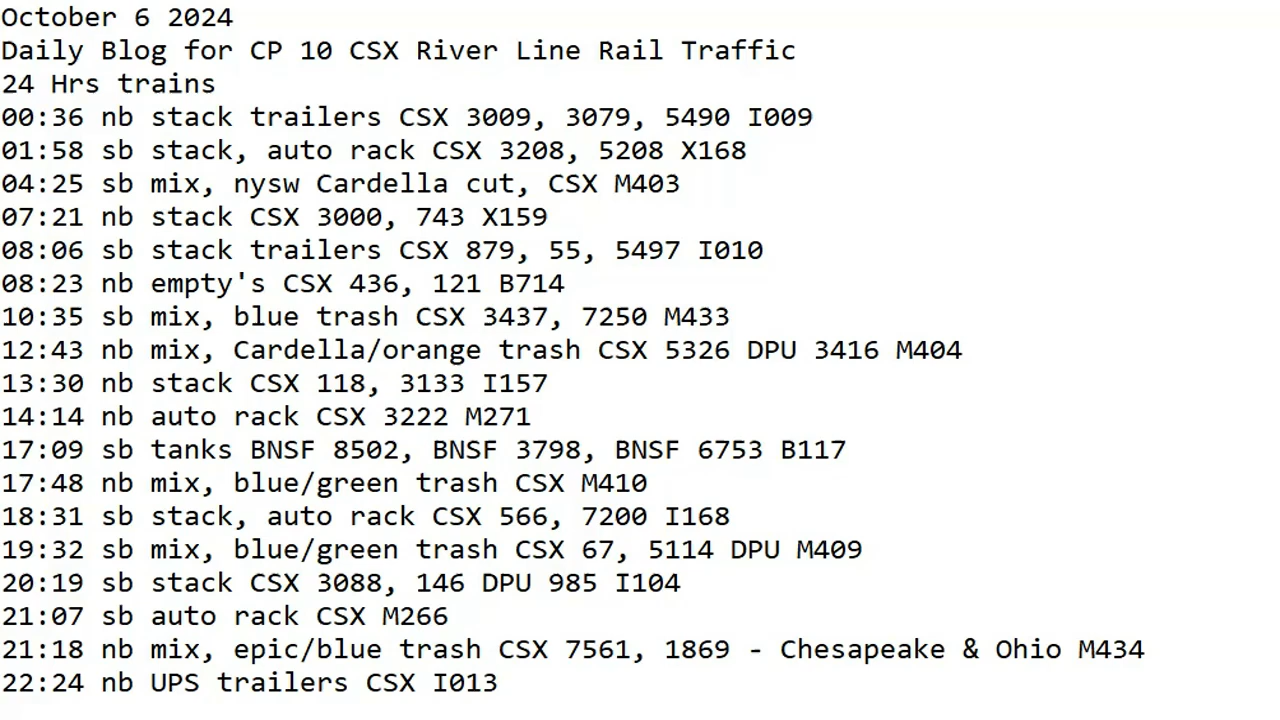 October 6 2024
Daily Blog for CP 10 CSX River Line Rail Traffic
24 Hrs trains
00:36 nb stack trailers CSX 3009, 3079, 5490 I009
01:58 sb stack, auto rack CSX 3208, 5208 X168
04:25 sb mix, nysw Cardella cut, CSX M403
07:21 nb stack CSX 3000, 743 X159
08:06 sb stack trailers CSX 879, 55, 5497 I010
08:23 nb empty's CSX 436, 121 B714
10:35 sb mix, blue trash CSX 3437, 7250 M433
12:43 nb mix, Cardella/orange trash CSX 5326 DPU 3416 M404
13:30 nb stack CSX 118, 3133 I157
14:14 nb auto rack CSX 3222 M271
17:09 sb tanks BNSF 8502, BNSF 3798, BNSF 6753 B117
17:48 nb mix, blue/green trash CSX M410
18:31 sb stack, auto rack CSX 566, 7200 I168
19:32 sb mix, blue/green trash CSX 67, 5114 DPU M409
20:19 sb stack CSX 3088, 146 DPU 985 I104
21:07 sb auto rack CSX M266
21:18 nb mix, epic/blue trash CSX 7561, 1869 - Chesapeake & Ohio M434
22:24 nb UPS trailers CSX I013